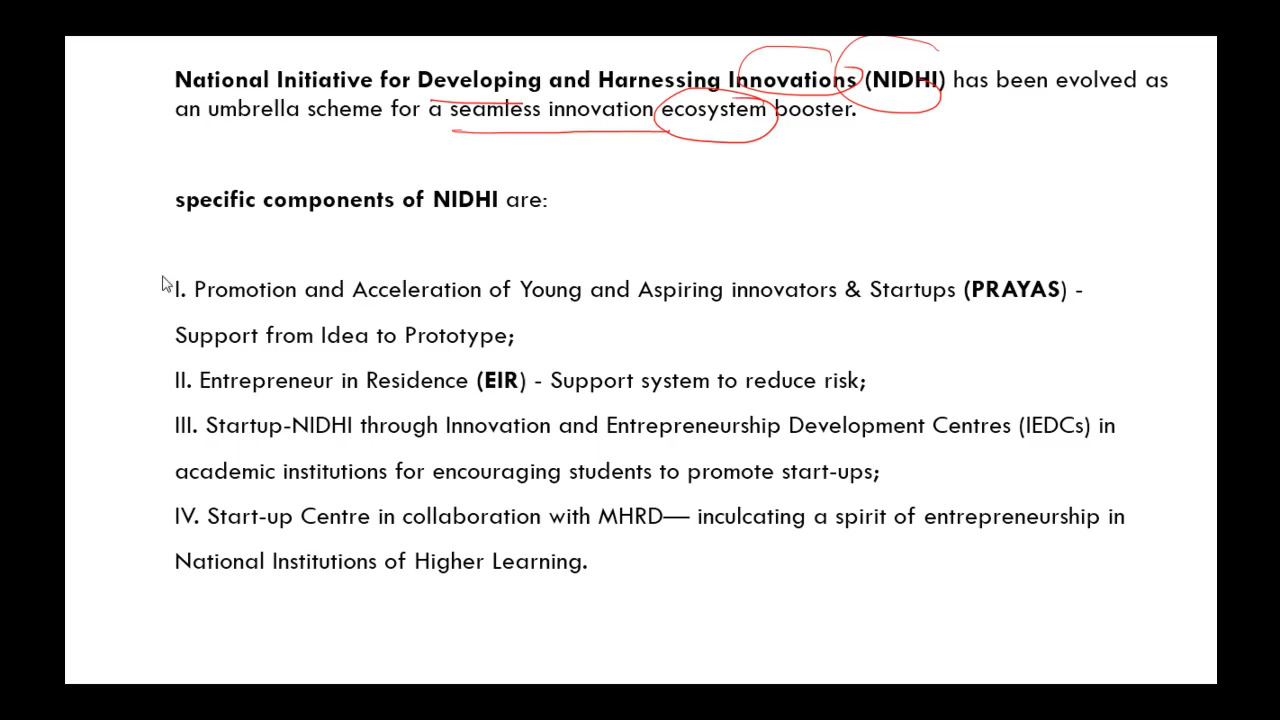 National Initiative for Developing and Harnessing Innovations (NIDHI) has been evolved as
an umbrella scheme for a seamless innovation ecosystem booster.
specific components of NIDHI are:
I. Promotion and Acceleration of Young and Aspiring innovators & Startups (PRAYAS) -
Support from Idea to Prototype;
II. Entrepreneur in Residence (EIR) - Support system to reduce risk;
III. Startup-NIDHI through Innovation and Entrepreneurship Development Centres (IEDCs) in
academic institutions for encouraging students to promote start-ups;
IV. Start-up Centre in collaboration with MHRD— inculcating a spirit of entrepreneurship in
National Institutions of Higher Learning.